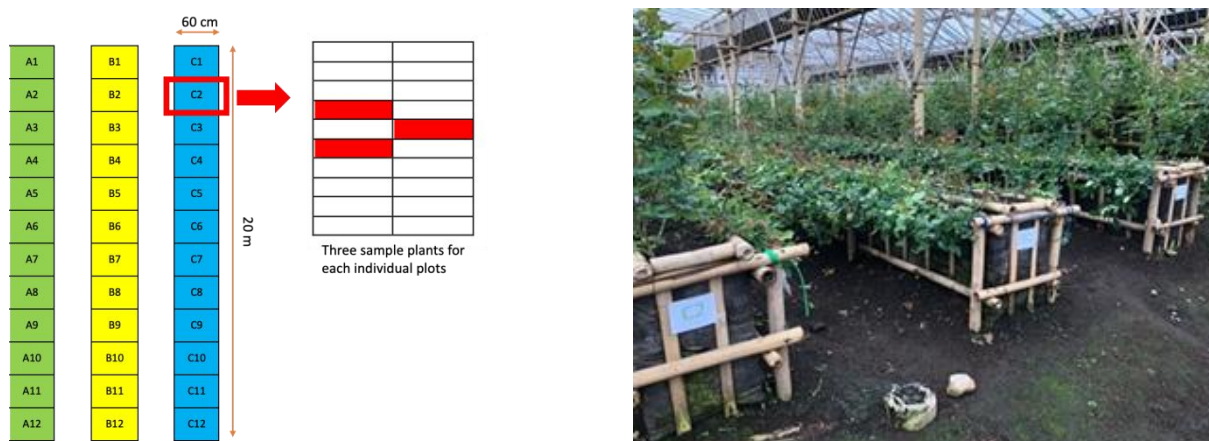 60 cm
A1 B1 C1
A2 B2 C2
A3 B3 C3
A4 B4 C4
A5 B5 C5
A6 B6 C6
A7 B7 C7
A8 B8 C8
A9 B9 C9
A10 B10 C10
A11 B11 C11
A12 B12 C12
20 m
Three sample plants for
each individual plots